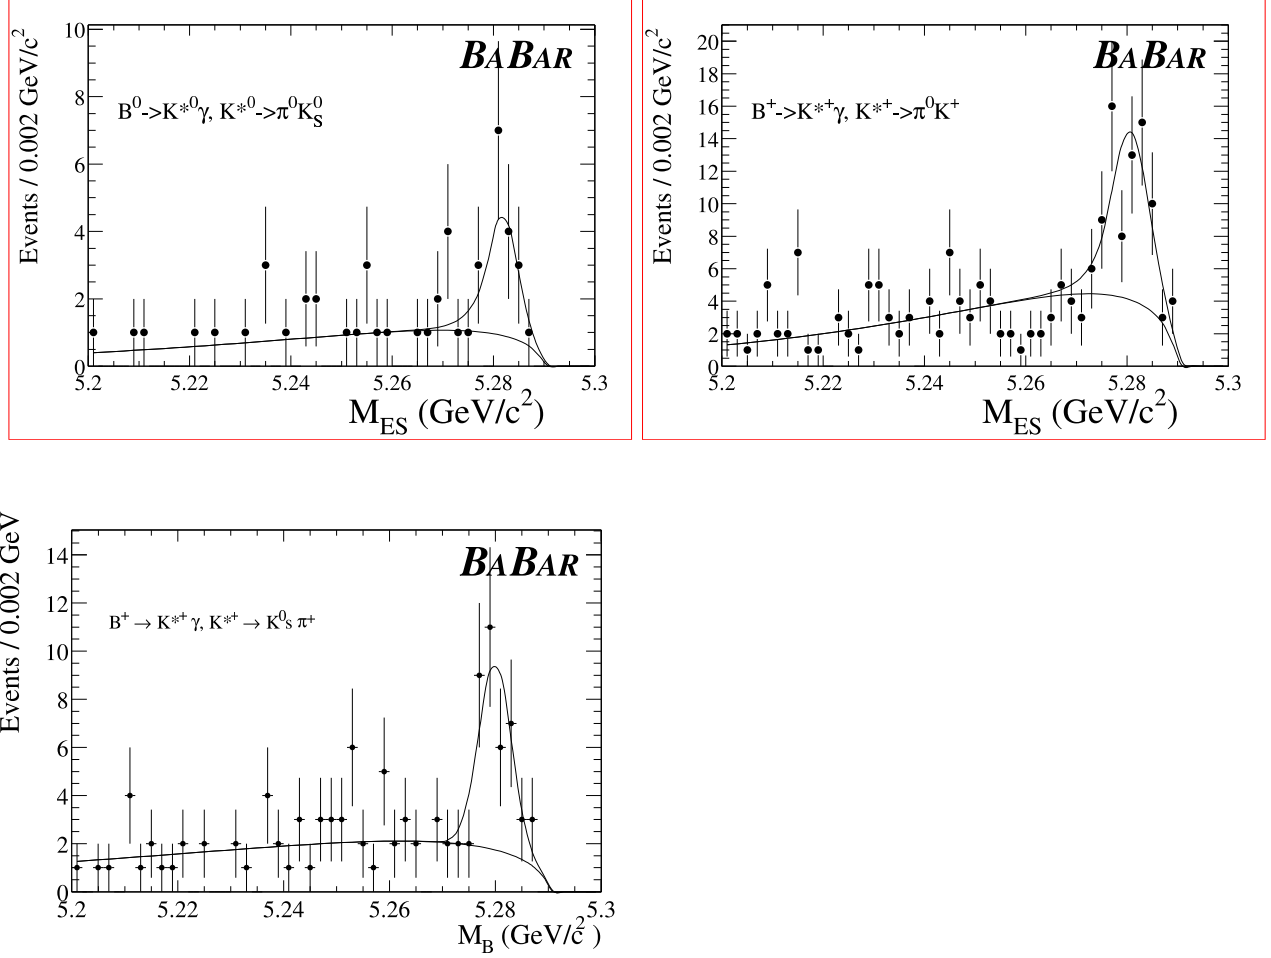 Events / 0.002 GeV/c²
10
8
6
4
2
0
BABAR
B⁰->K*⁰γ, K*⁰->π⁰K⁰S
5.2 5.22 5.24 5.26 5.28 5.3
M_ES (GeV/c²)
Events / 0.002 GeV/c²
20
18
16
14
12
10
8
6
4
2
0
BABAR
B⁺->K*⁺γ, K*⁺->π⁰K⁺
5.2 5.22 5.24 5.26 5.28 5.3
M_ES (GeV/c²)
Events / 0.002 GeV
14
12
10
8
6
4
2
0
BABAR
B⁺ → K*⁺ γ, K*⁺ → K⁰s π⁺
5.2 5.22 5.24 5.26 5.28 5.3
M_B (GeV/c²)